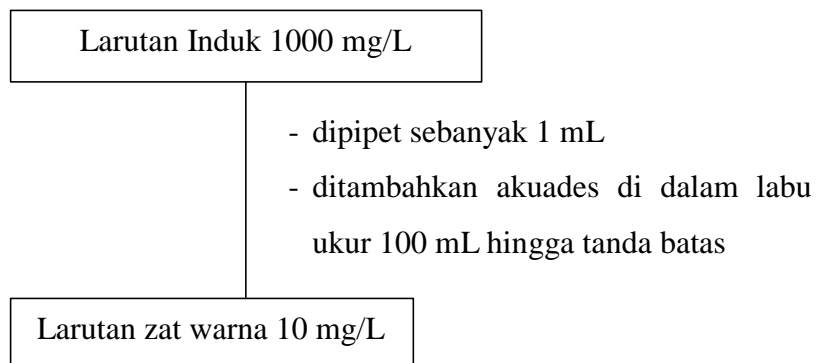 Larutan Induk 1000 mg/L
- dipipet sebanyak 1 mL
- ditambahkan akuades di dalam labu
ukur 100 mL hingga tanda batas
Larutan zat warna 10 mg/L